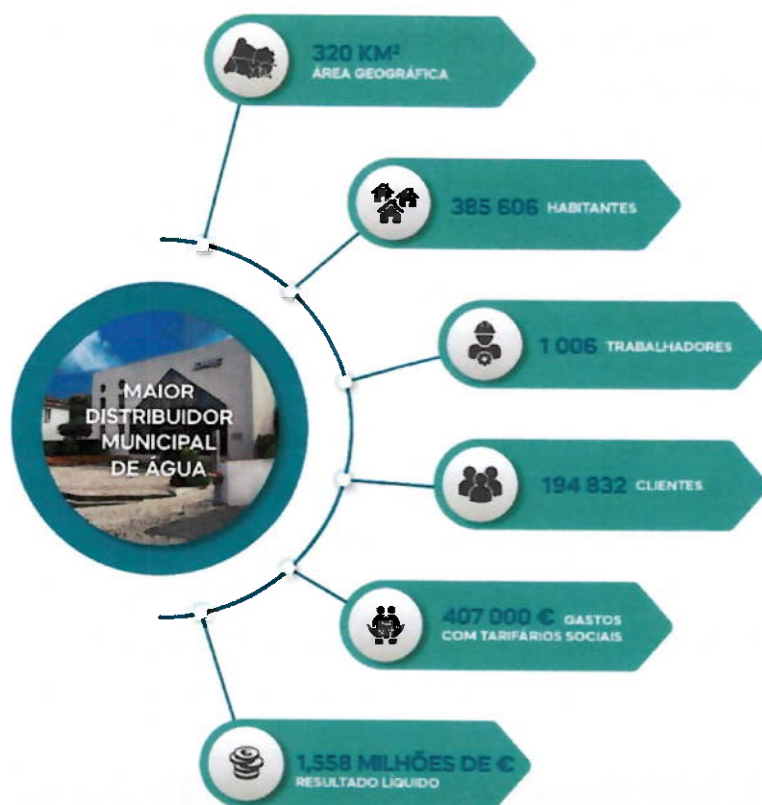 320 KM²
ÁREA GEOGRÁFICA
385 606 HABITANTES
1 006 TRABALHADORES
MAIOR
DISTRIBUIDOR
MUNICIPAL
DE ÁGUA
194 832 CLIENTES
407 000 € GASTOS
COM TARIFÁRIOS SOCIAIS
1,558 MILHÕES DE €
RESULTADO LÍQUIDO